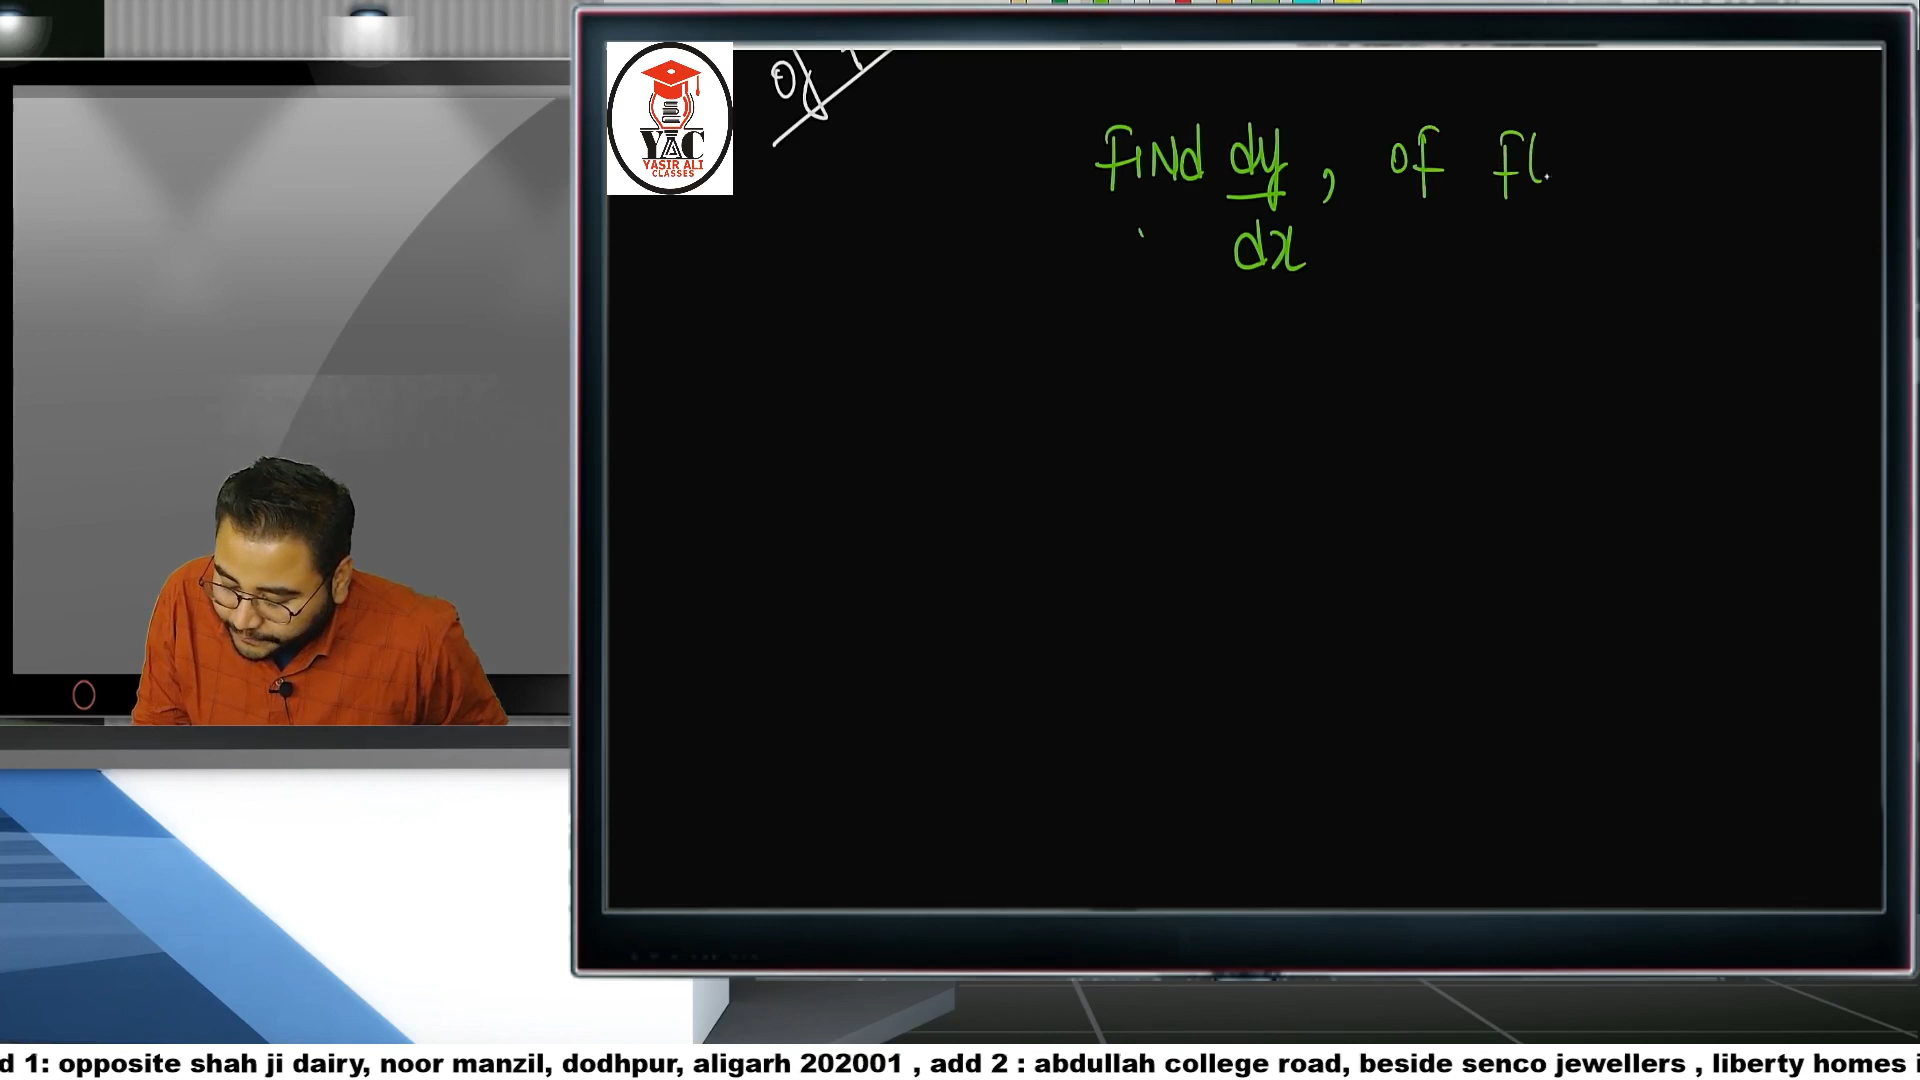 YAC
YASIR ALI
CLASSES
FIND dy/dx, OF F(
d 1: opposite shah ji dairy, noor manzil, dodhpur, aligarh 202001 , add 2 : abdullah college road, beside senco jewellers , liberty homes i